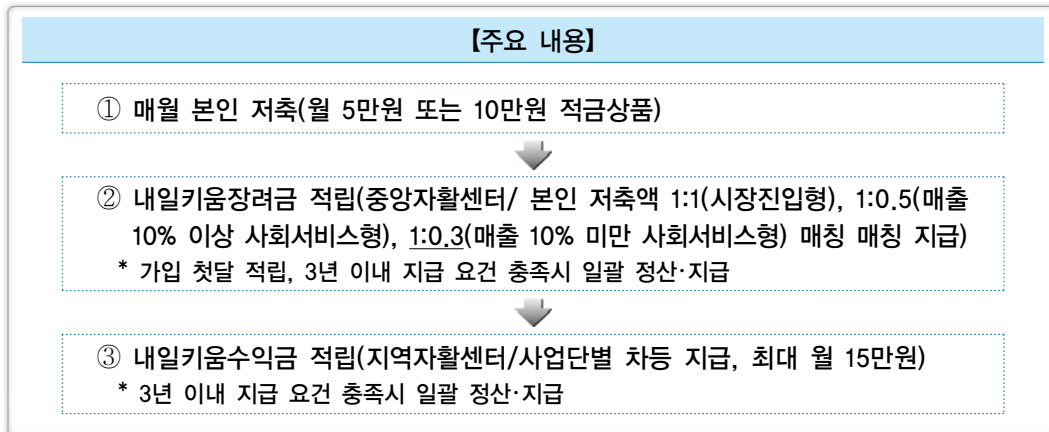 【주요 내용】
① 매월 본인 저축(월 5만원 또는 10만원 적금상품)
② 내일키움장려금 적립(중앙자활센터/ 본인 저축액 1:1(시장진입형), 1:0.5(매출
10% 이상 사회서비스형), 1:0.3(매출 10% 미만 사회서비스형) 매칭 매칭 지급)
* 가입 첫달 적립, 3년 이내 지급 요건 충족시 일괄 정산·지급
③ 내일키움수익금 적립(지역자활센터/사업단별 차등 지급, 최대 월 15만원)
* 3년 이내 지급 요건 충족시 일괄 정산·지급